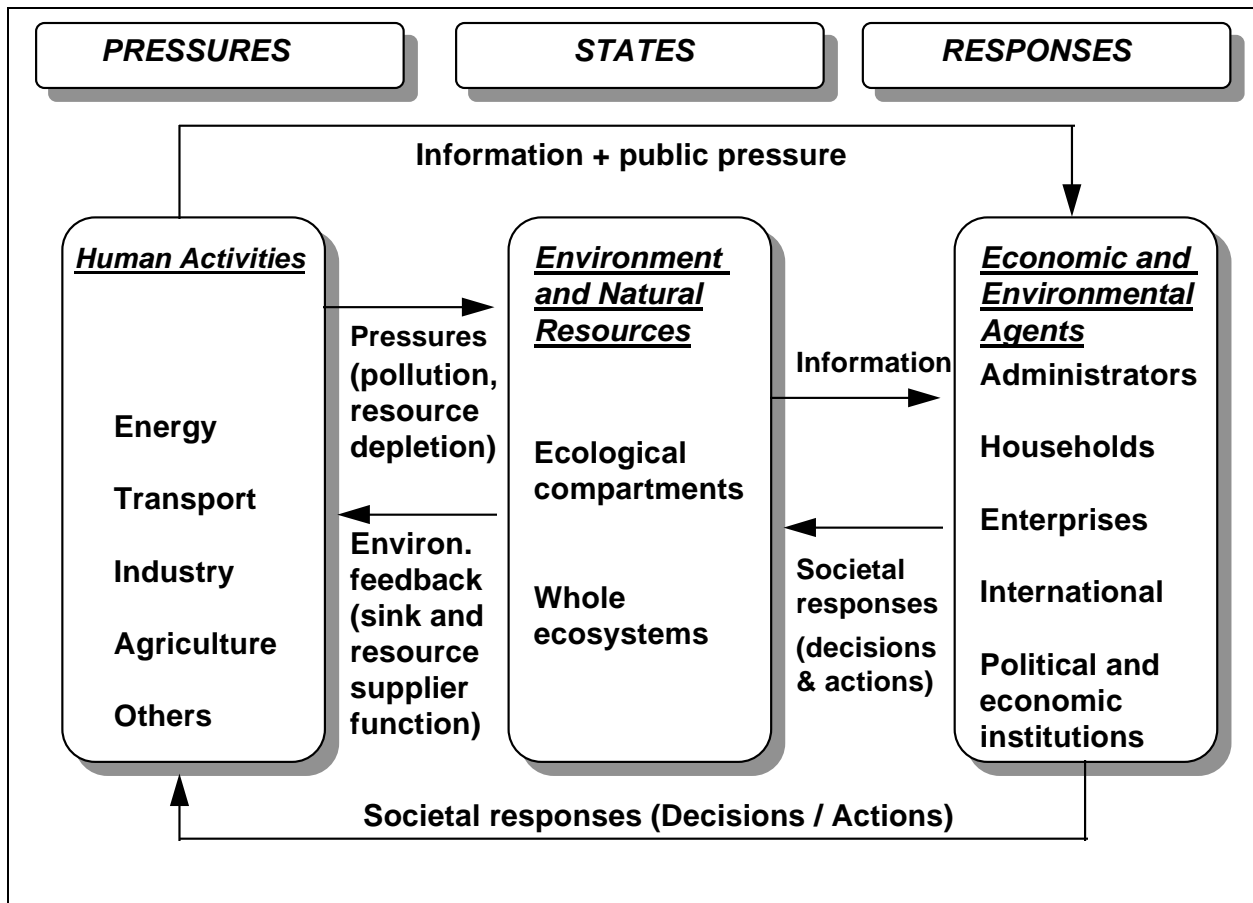 PRESSURES
STATES
RESPONSES
Information + public pressure
Human Activities
Energy
Transport
Industry
Agriculture
Others
Pressures
(pollution,
resource
depletion)
Environ.
feedback
(sink and
resource
supplier
function)
Environment
and Natural
Resources
Ecological
compartments
Whole
ecosystems
Information
Societal
responses
(decisions
& actions)
Economic and
Environmental
Agents
Administrators
Households
Enterprises
International
Political and
economic
institutions
Societal responses (Decisions / Actions)